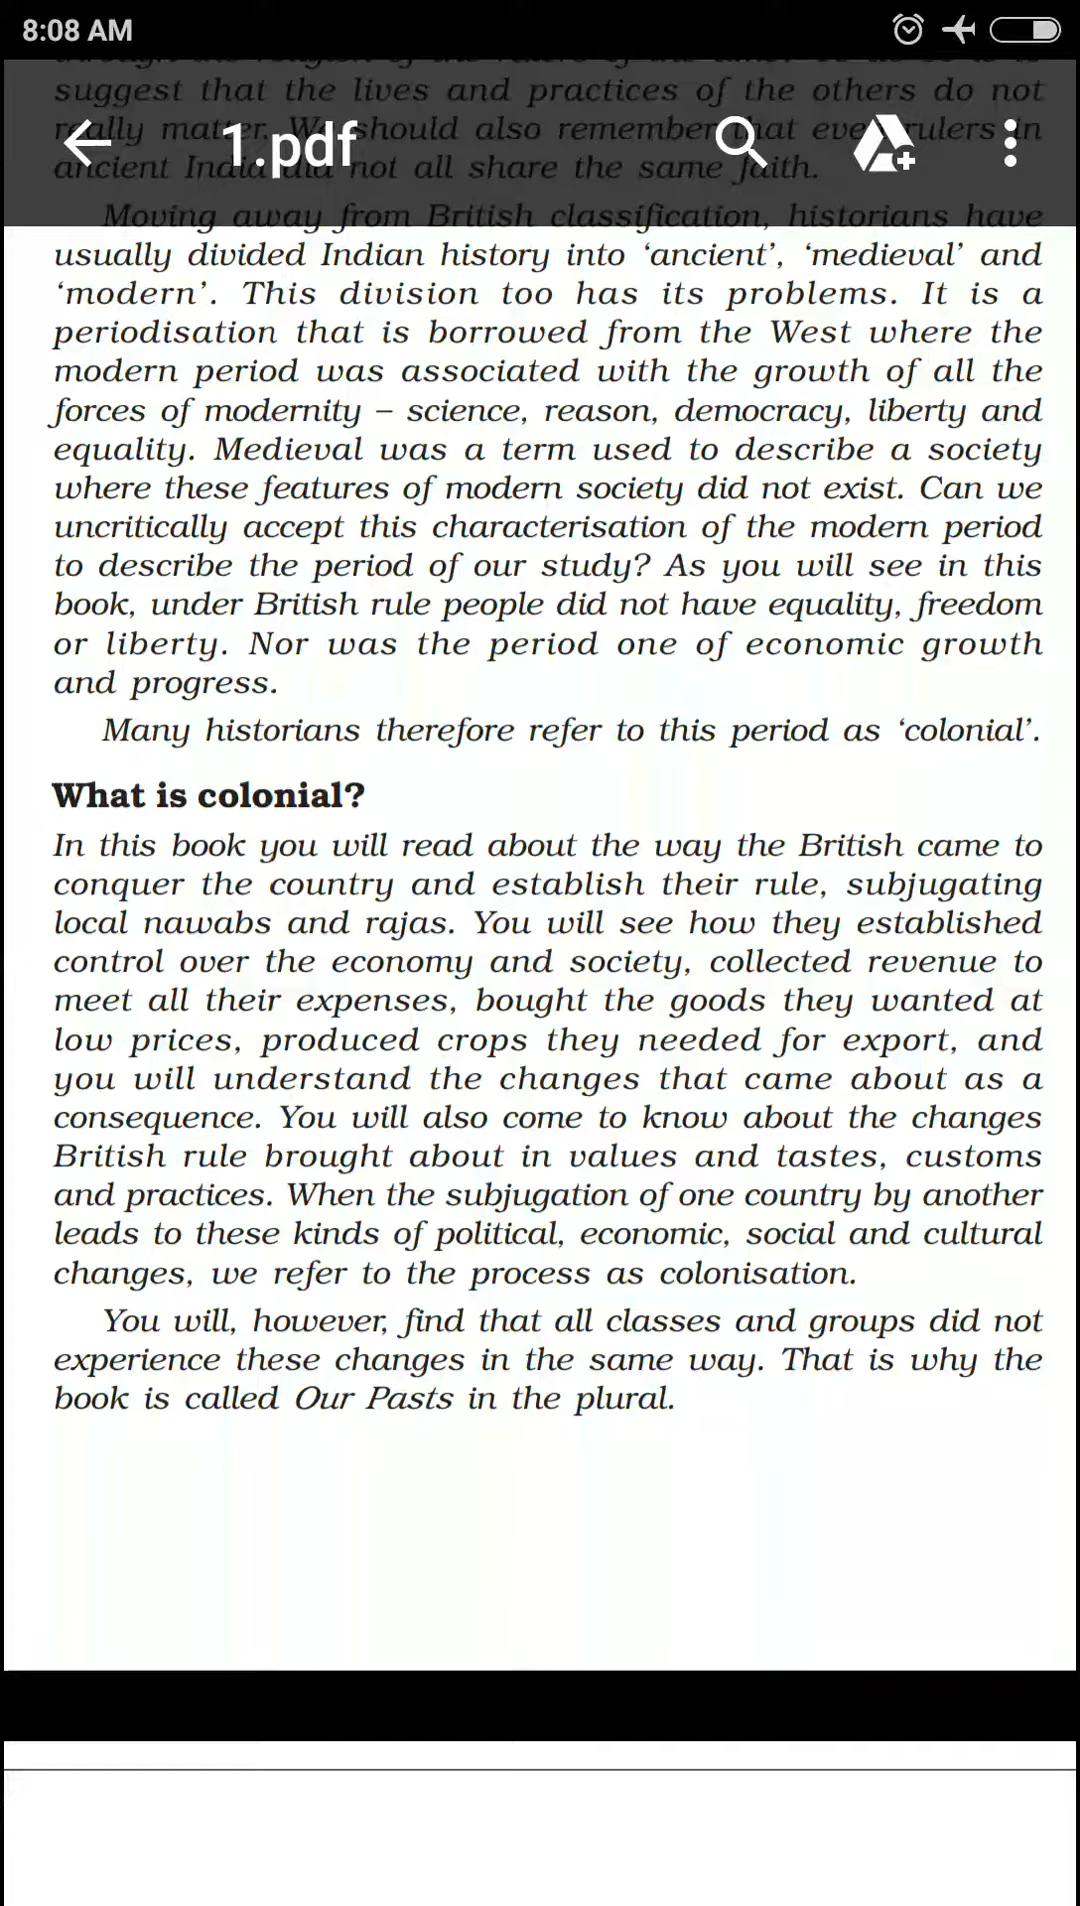 8:08 AM
suggest that the lives and practices of the others do not
really matter. We should also remember that even rulers in
1.pdf
ancient India did not all share the same faith.
Moving away from British classification, historians have
usually divided Indian history into ‘ancient’, ‘medieval’ and
‘modern’. This division too has its problems. It is a
periodisation that is borrowed from the West where the
modern period was associated with the growth of all the
forces of modernity – science, reason, democracy, liberty and
equality. Medieval was a term used to describe a society
where these features of modern society did not exist. Can we
uncritically accept this characterisation of the modern period
to describe the period of our study? As you will see in this
book, under British rule people did not have equality, freedom
or liberty. Nor was the period one of economic growth
and progress.
Many historians therefore refer to this period as ‘colonial’.
What is colonial?
In this book you will read about the way the British came to
conquer the country and establish their rule, subjugating
local nawabs and rajas. You will see how they established
control over the economy and society, collected revenue to
meet all their expenses, bought the goods they wanted at
low prices, produced crops they needed for export, and
you will understand the changes that came about as a
consequence. You will also come to know about the changes
British rule brought about in values and tastes, customs
and practices. When the subjugation of one country by another
leads to these kinds of political, economic, social and cultural
changes, we refer to the process as colonisation.
You will, however, find that all classes and groups did not
experience these changes in the same way. That is why the
book is called Our Pasts in the plural.